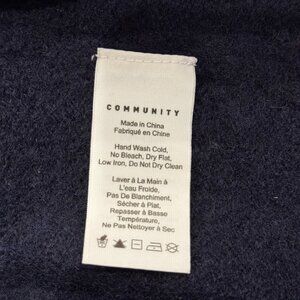 COMMUNITY
Made in China
Fabriqué en Chine
Hand Wash Cold,
No Bleach, Dry Flat,
Low Iron, Do Not Dry Clean
Laver à La Main à
L'eau Froide,
Pas De Blanchiment,
Sécher à Plat,
Repasser à Basse
Température,
Ne Pas Nettoyer à Sec